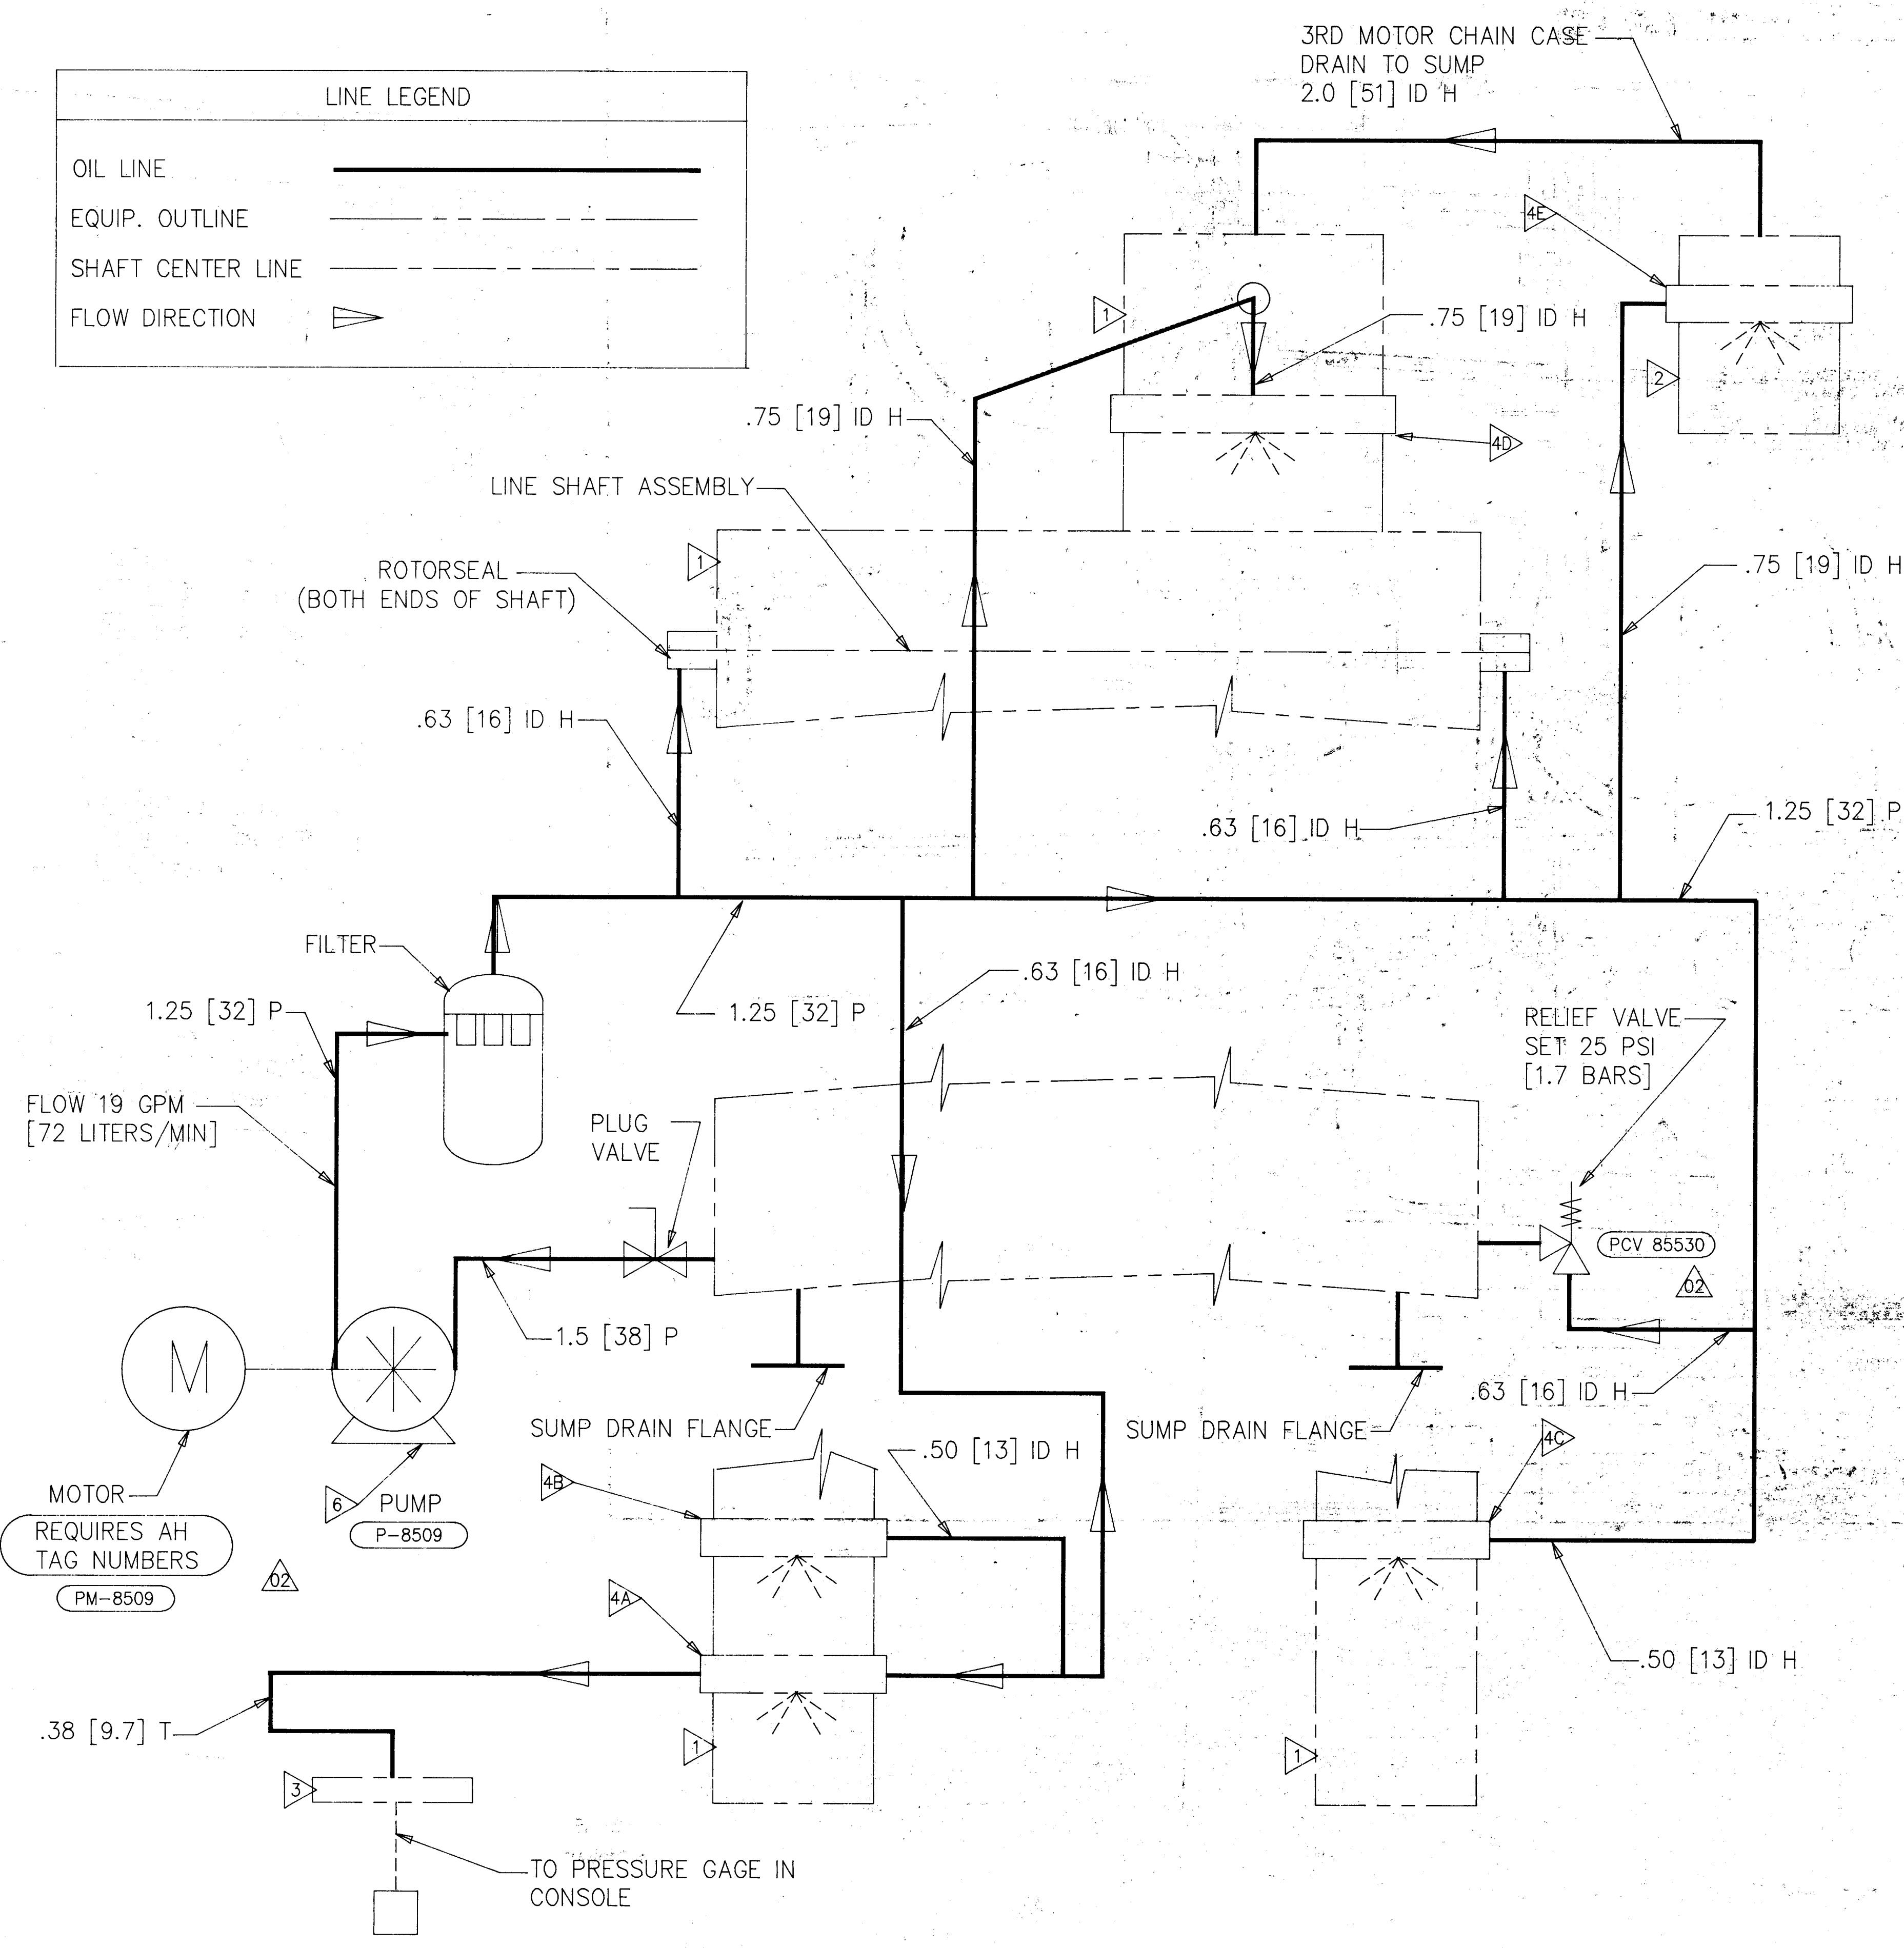 3RD MOTOR CHAIN CASE
DRAIN TO SUMP
2.0 [51] ID H
LINE LEGEND
OIL LINE
EQUIP. OUTLINE
SHAFT CENTER LINE
FLOW DIRECTION
4E
1
.75 [19] ID H
2
.75 [19] ID H
4D
LINE SHAFT ASSEMBLY
1
ROTORSEAL
(BOTH ENDS OF SHAFT)
.75 [19] ID H
.63 [16] ID H
.63 [16] ID H
1.25 [32] P
FILTER
.63 [16] ID H
1.25 [32] P
1.25 [32] P
RELIEF VALVE
SET 25 PSI
[1.7 BARS]
FLOW 19 GPM
[72 LITERS/MIN]
PLUG
VALVE
PCV 85530
02
1.5 [38] P
M
.63 [16] ID H
SUMP DRAIN FLANGE
SUMP DRAIN FLANGE
4C
.50 [13] ID H
4B
MOTOR
6
PUMP
P-8509
REQUIRES AH
TAG NUMBERS
02
PM-8509
4A
.50 [13] ID H
.38 [9.7] T
1
1
3
TO PRESSURE GAGE IN
CONSOLE